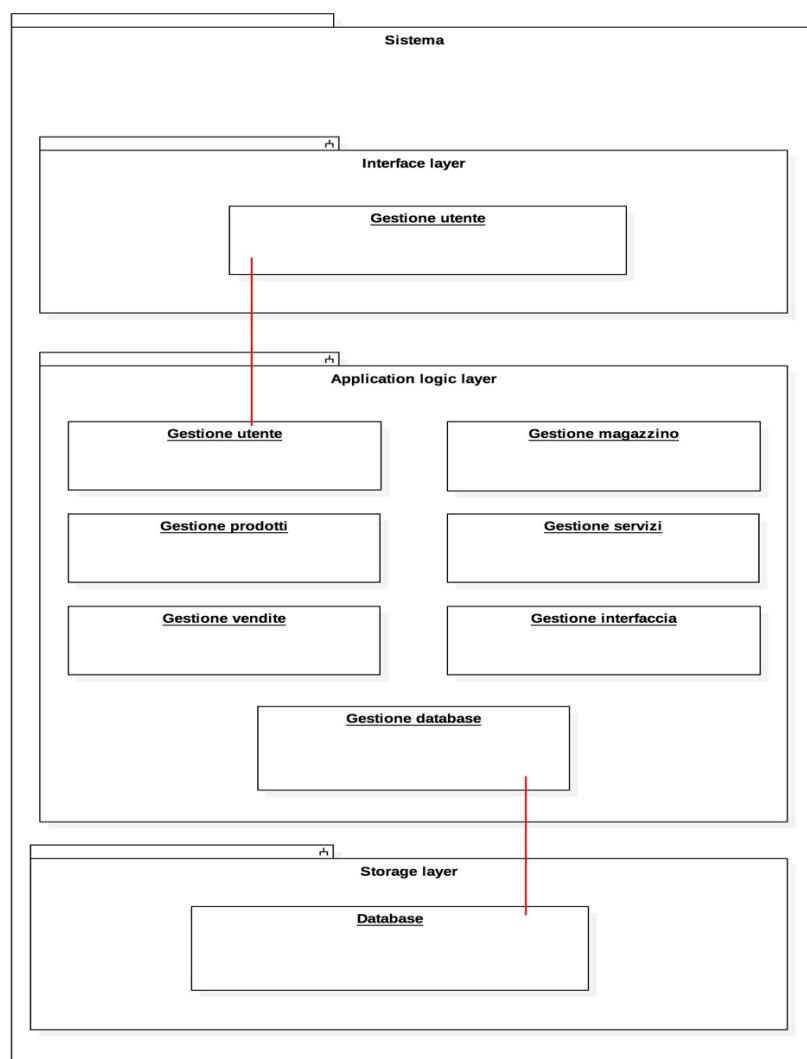 Sistema
Interface layer
Gestione utente
Application logic layer
Gestione utente
Gestione magazzino
Gestione prodotti
Gestione servizi
Gestione vendite
Gestione interfaccia
Gestione database
Storage layer
Database